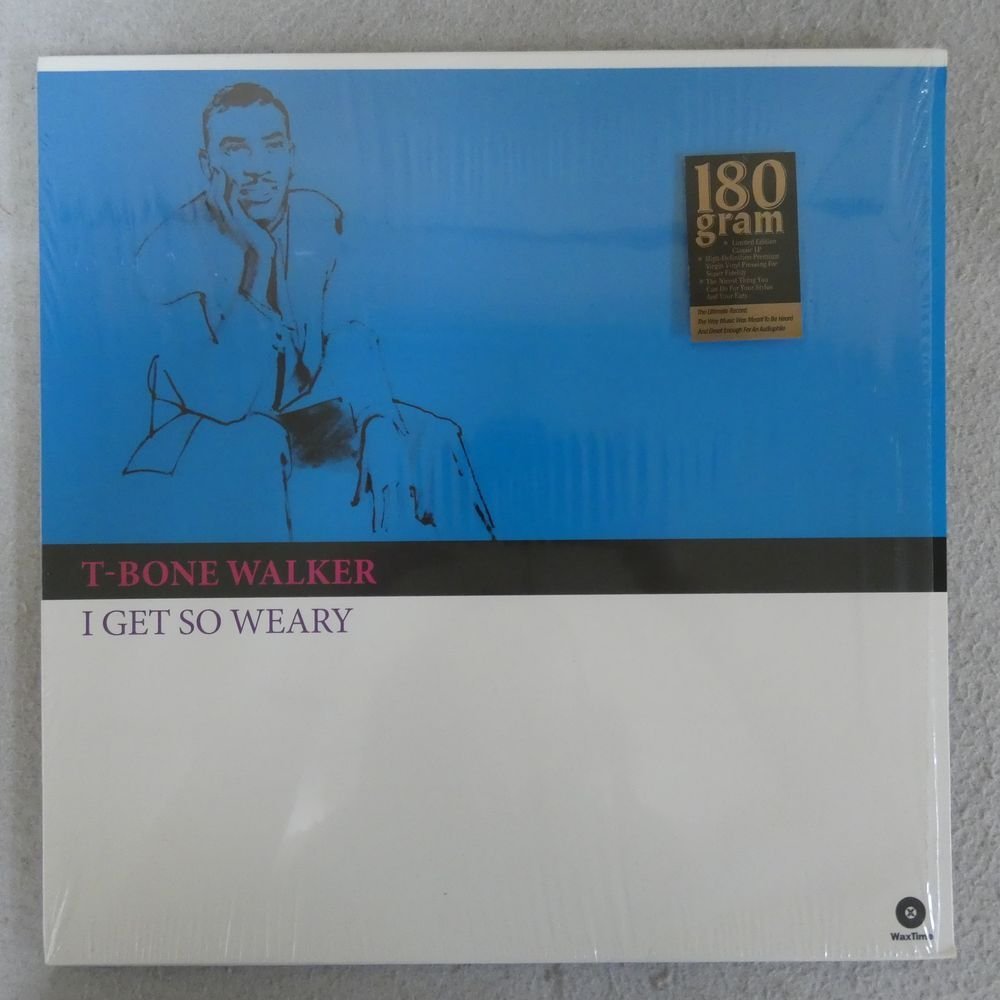 180
gram
★ Limited Edition
Classic LP
★ High-Definition Premium
Virgin Vinyl Pressing For
Super Fidelity
★ The Nicest Thing You
Can Do For Your Stylus
And Your Ears
The Ultimate Record
The Way Music Was Meant To Be Heard
And Direct Enough For An Audiophile
T-BONE WALKER
I GET SO WEARY
WaxTime